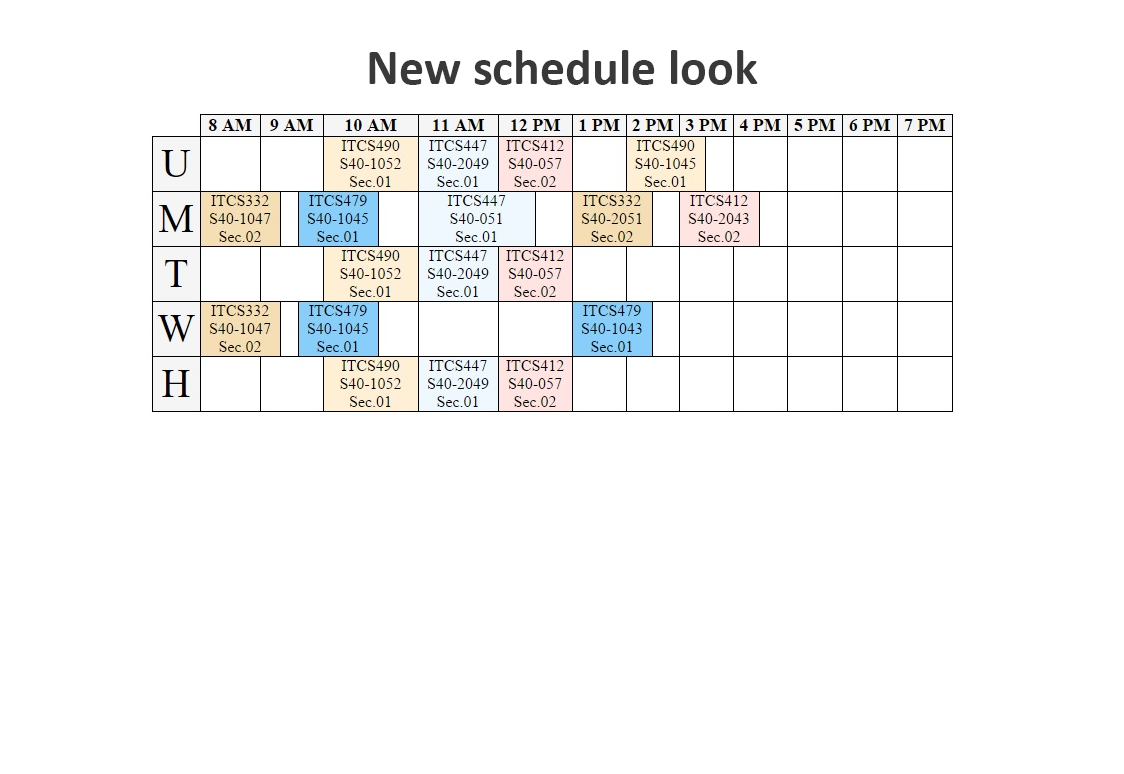 New schedule look
8 AM 9 AM 10 AM 11 AM 12 PM 1 PM 2 PM 3 PM 4 PM 5 PM 6 PM 7 PM
U
ITCS490 ITCS447 ITCS412 ITCS490
S40-1052 S40-2049 S40-057 S40-1045
Sec.01 Sec.01 Sec.02 Sec.01
M
ITCS332 ITCS479 ITCS447 ITCS332 ITCS412
S40-1047 S40-1045 S40-051 S40-2051 S40-2043
Sec.02 Sec.01 Sec.01 Sec.02 Sec.02
T
ITCS490 ITCS447 ITCS412
S40-1052 S40-2049 S40-057
Sec.01 Sec.01 Sec.02
W
ITCS332 ITCS479 ITCS479
S40-1047 S40-1045 S40-1043
Sec.02 Sec.01 Sec.01
H
ITCS490 ITCS447 ITCS412
S40-1052 S40-2049 S40-057
Sec.01 Sec.01 Sec.02